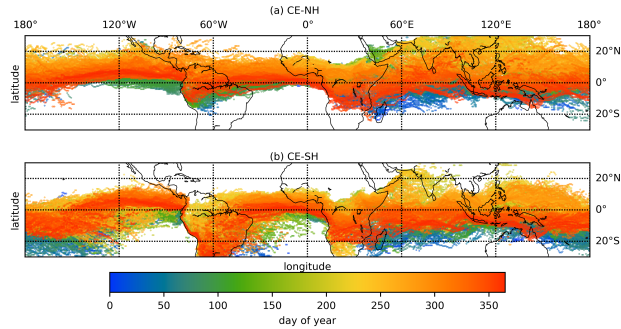 (a) CE-NH
180° 120°W 60°W 0° 60°E 120°E 180°
20°N
0°
20°S
latitude
(b) CE-SH
20°N
0°
20°S
latitude
longitude
0 50 100 150 200 250 300 350
day of year